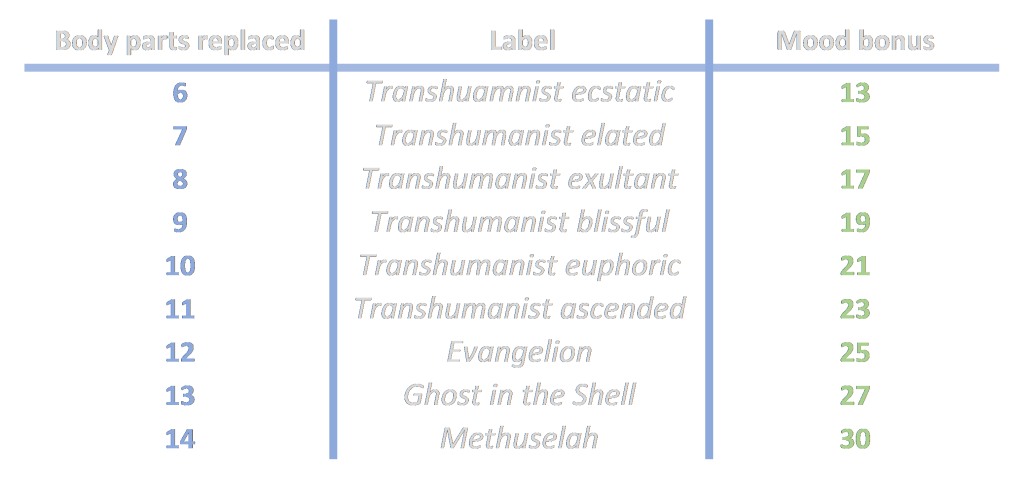 Body parts replaced Label Mood bonus
6 Transhuamnist ecstatic 13
7 Transhumanist elated 15
8 Transhumanist exultant 17
9 Transhumanist blissful 19
10 Transhumanist euphoric 21
11 Transhumanist ascended 23
12 Evangelion 25
13 Ghost in the Shell 27
14 Methuselah 30